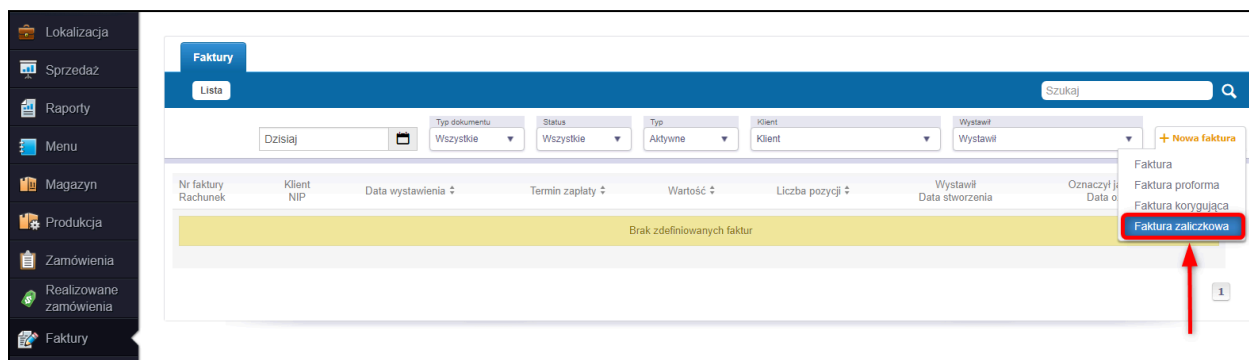 Lokalizacja
Sprzedaż
Raporty
Menu
Magazyn
Produkcja
Zamówienia
Realizowane
zamówienia
Faktury
Faktury
Lista
Szukaj
Dzisiaj
Typ dokumentu
Wszystkie
Status
Wszystkie
Typ
Aktywne
Klient
Klient
Wystawił
Wystawił
+ Nowa faktura
Faktura
Faktura proforma
Faktura korygująca
Faktura zaliczkowa
Nr faktury
Rachunek
Klient
NIP
Data wystawienia
Termin zapłaty
Wartość
Liczba pozycji
Wystawił
Data stworzenia
Oznaczył
Data
Brak zdefiniowanych faktur
1